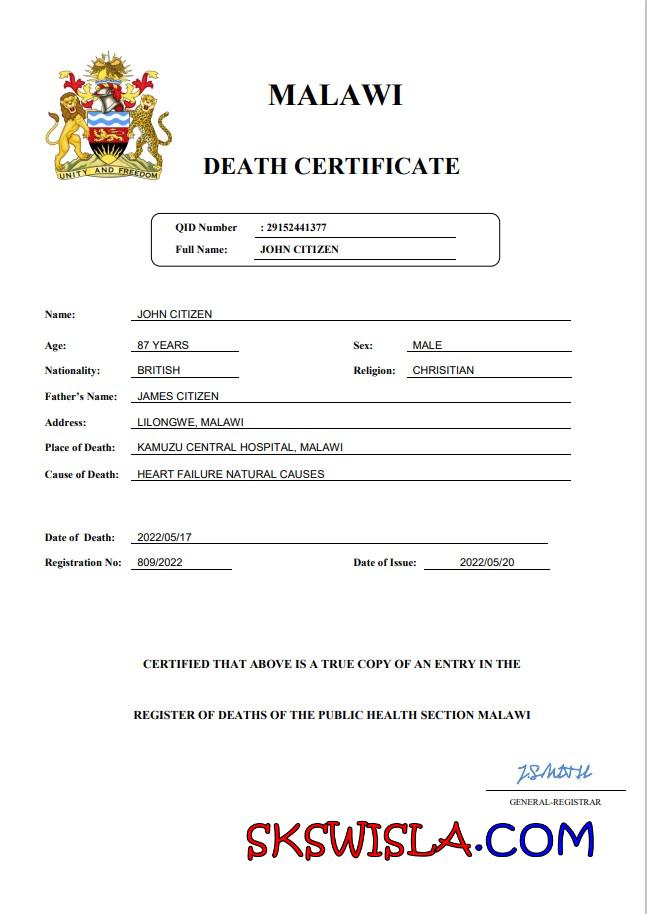 MALAWI
UNITY AND FREEDOM
DEATH CERTIFICATE
QID Number : 29152441377
Full Name: JOHN CITIZEN
Name: JOHN CITIZEN
Age: 87 YEARS Sex: MALE
Nationality: BRITISH Religion: CHRISITIAN
Father's Name: JAMES CITIZEN
Address: LILONGWE, MALAWI
Place of Death: KAMUZU CENTRAL HOSPITAL, MALAWI
Cause of Death: HEART FAILURE NATURAL CAUSES
Date of Death: 2022/05/17
Registration No: 809/2022 Date of Issue: 2022/05/20
CERTIFIED THAT ABOVE IS A TRUE COPY OF AN ENTRY IN THE
REGISTER OF DEATHS OF THE PUBLIC HEALTH SECTION MALAWI
GENERAL-REGISTRAR
SKSWISLA.COM